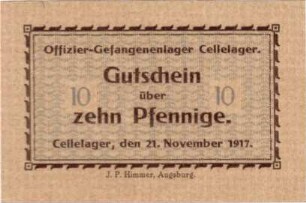 Offizier-Gefangenenlager Cellelager.
Gutschein
10 über 10
zehn Pfennige.
Cellelager, den 21. November 1917.
J. P. Himmer, Augsburg.